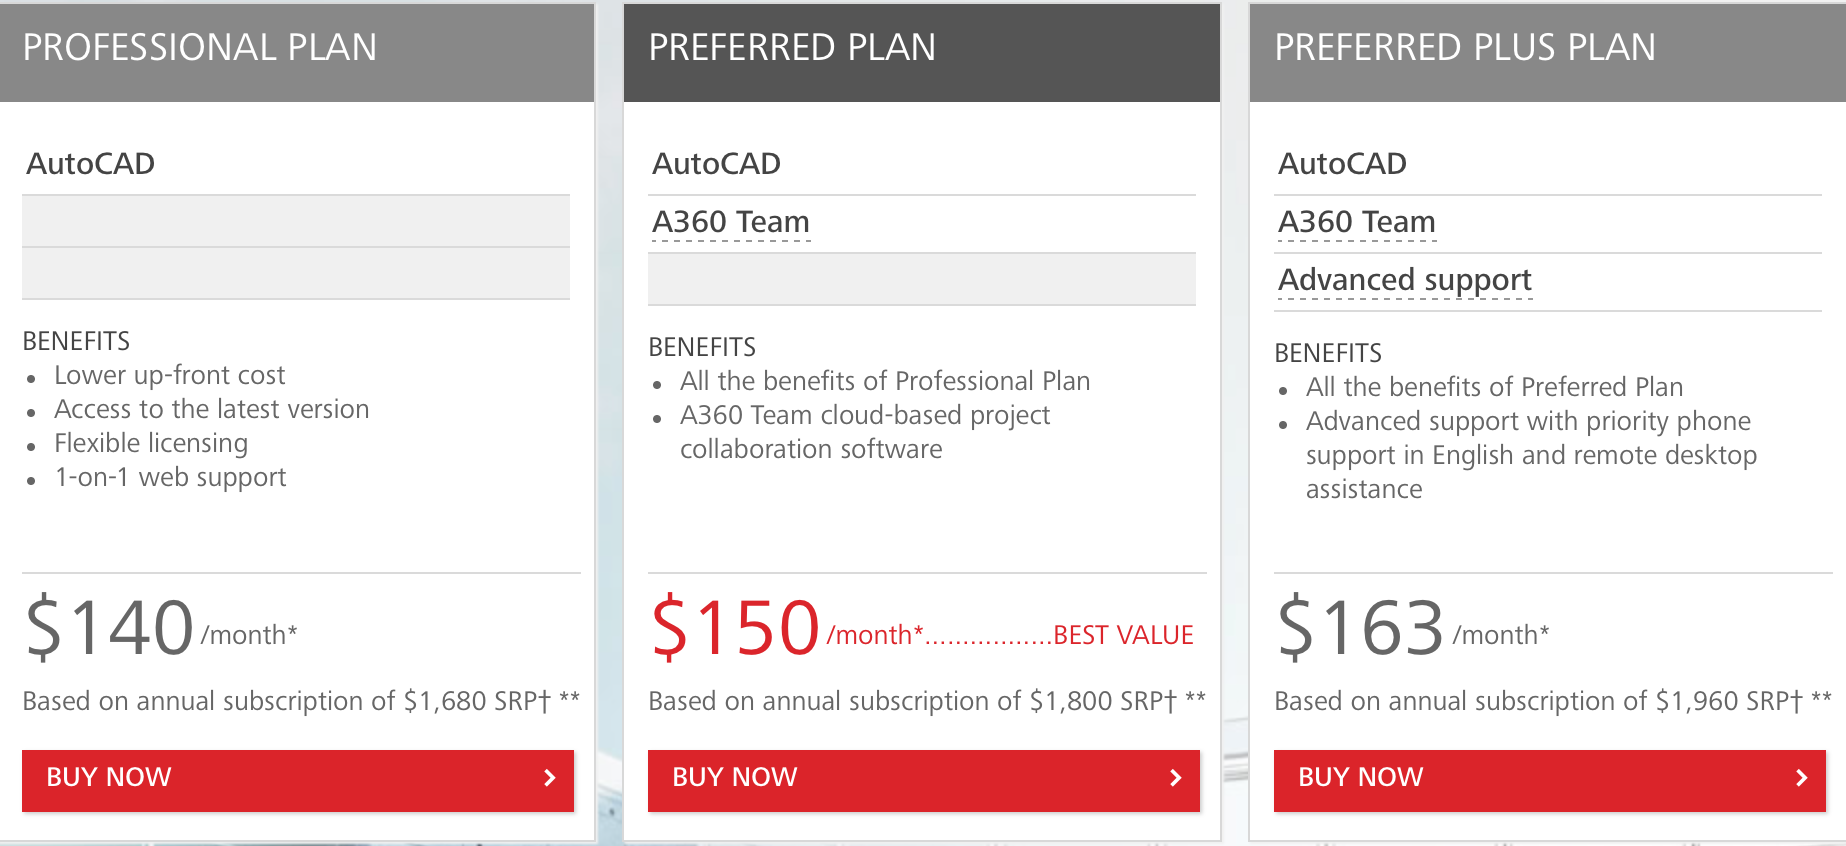 PROFESSIONAL PLAN
AutoCAD
BENEFITS
• Lower up-front cost
• Access to the latest version
• Flexible licensing
• 1-on-1 web support
$140 /month*
Based on annual subscription of $1,680 SRP† **
BUY NOW
PREFERRED PLAN
AutoCAD
A360 Team
BENEFITS
• All the benefits of Professional Plan
• A360 Team cloud-based project
collaboration software
$150 /month*.................BEST VALUE
Based on annual subscription of $1,800 SRP† **
BUY NOW
PREFERRED PLUS PLAN
AutoCAD
A360 Team
Advanced support
BENEFITS
• All the benefits of Preferred Plan
• Advanced support with priority phone
support in English and remote desktop
assistance
$163 /month*
Based on annual subscription of $1,960 SRP† **
BUY NOW